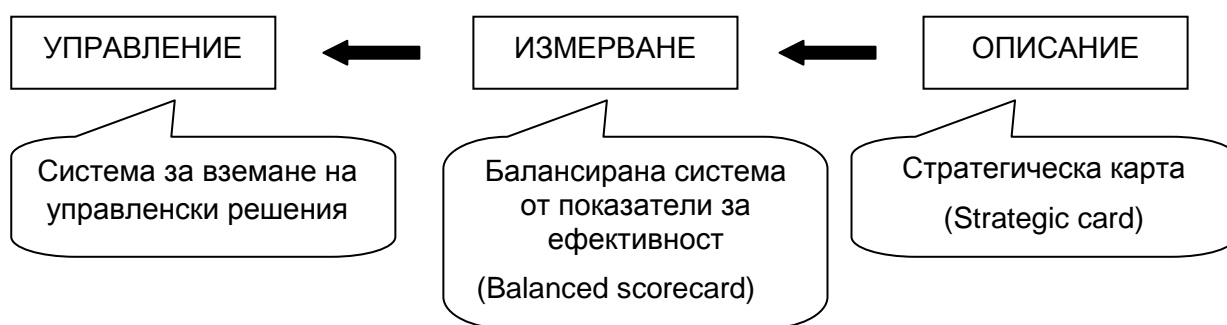 УПРАВЛЕНИЕ
ИЗМЕРВАНЕ
ОПИСАНИЕ
Система за вземане на
управленски решения
Балансирана система
от показатели за
ефективност
(Balanced scorecard)
Стратегическа карта
(Strategic card)